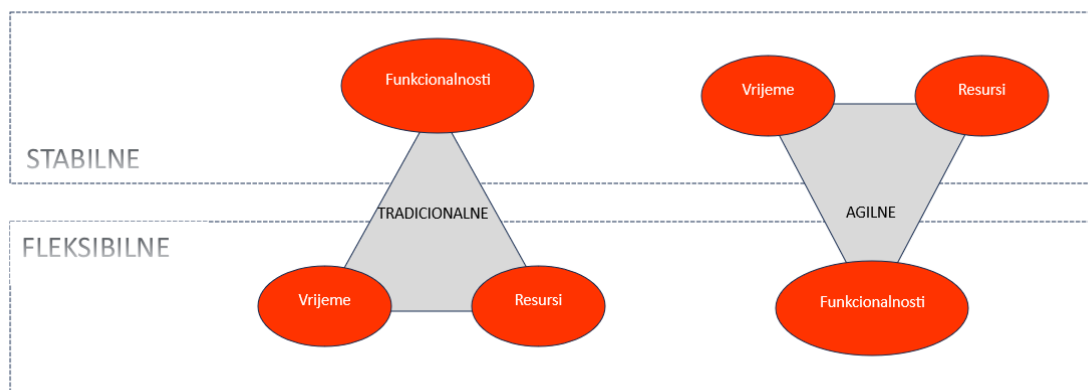 Funkcionalnosti
Vrijeme
Resursi
STABILNE
TRADICIONALNE
AGILNE
FLEKSIBILNE
Vrijeme
Resursi
Funkcionalnosti